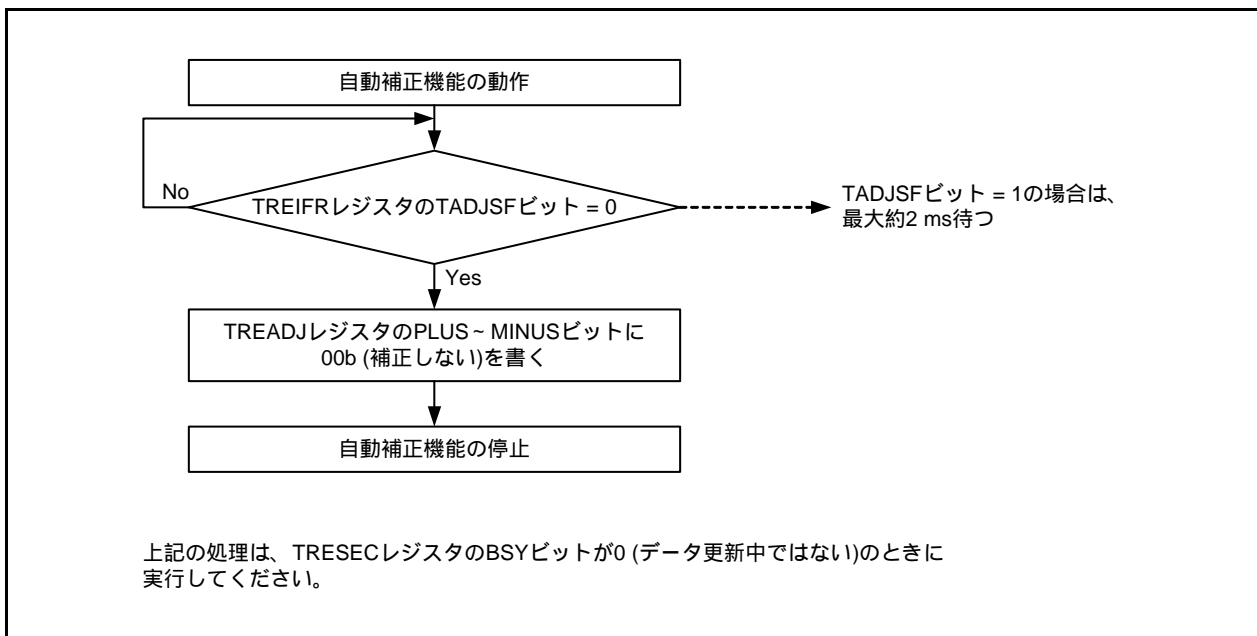 自動補正機能の動作
No
TREIFRレジスタのTADJSFビット = 0
TADJSFビット = 1の場合は、
最大約2 ms待つ
Yes
TREADJレジスタのPLUS~MINUSビットに
00b (補正しない)を書く
自動補正機能の停止
上記の処理は、TRESECレジスタのBSYビットが0 (データ更新中ではない)のときに
実行してください。